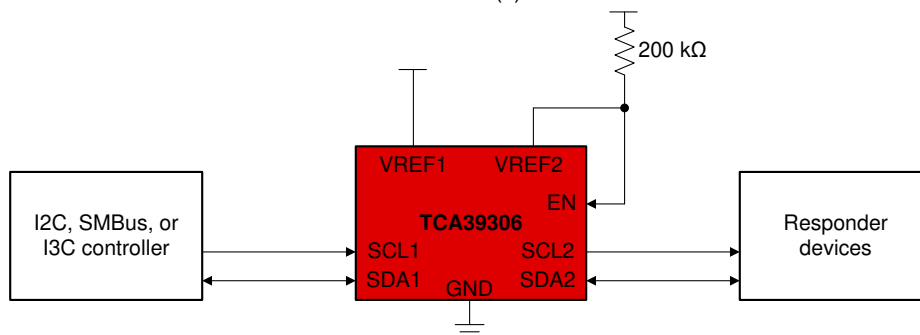 200 kΩ
VREF1
VREF2
EN
I2C, SMBus, or
I3C controller
TCA39306
Responder
devices
SCL1
SCL2
SDA1
SDA2
GND